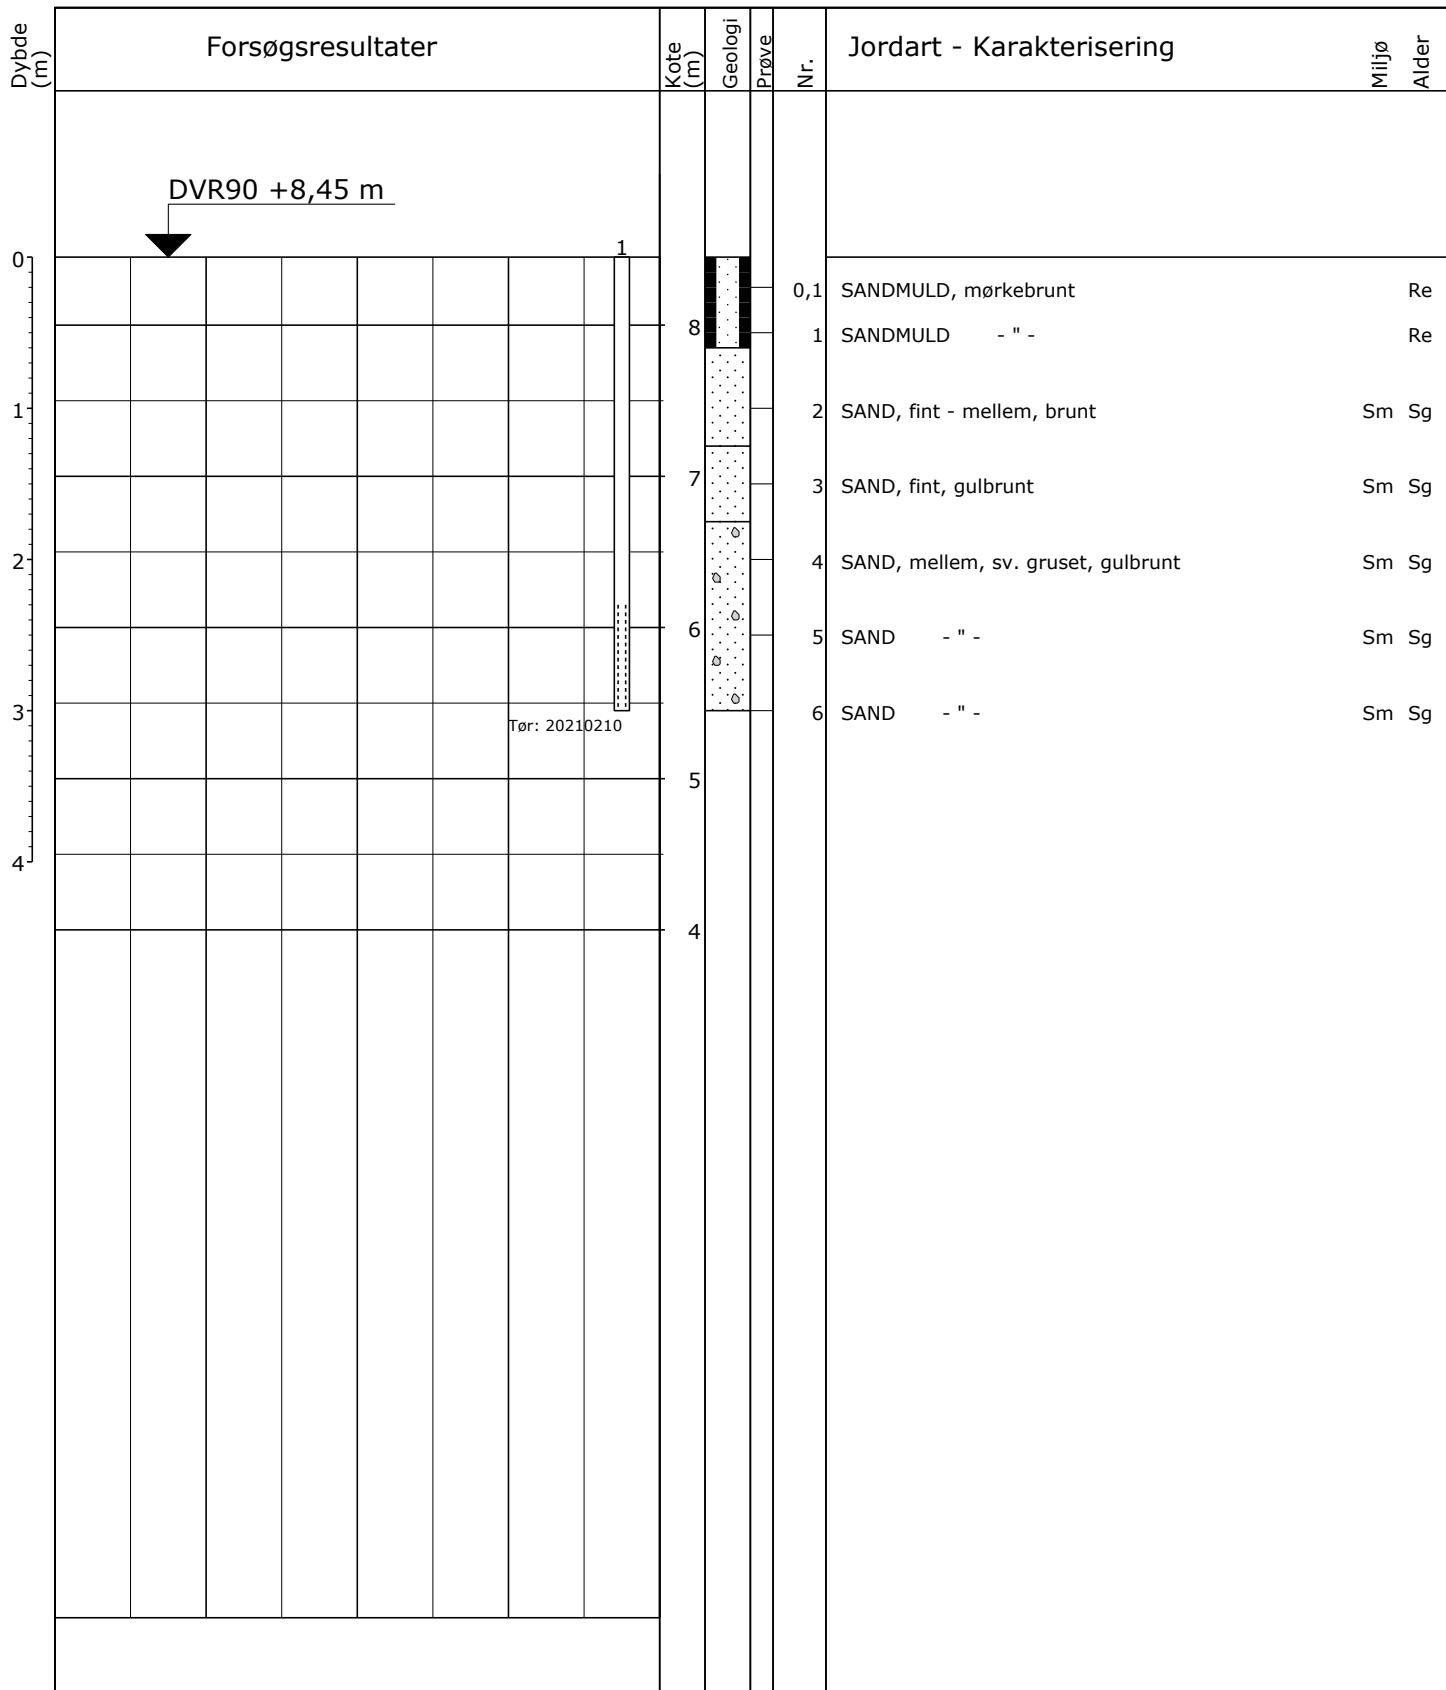 Dybde (m)
Forsøgsresultater
Kote (m)
Geologi
Prøve
Nr.
Jordart - Karakterisering
Miljø
Alder
DVR90 +8,45 m
1
0
0,1 SANDMULD, mørkebrunt Re
8
1 SANDMULD - " - Re
1
2 SAND, fint - mellem, brunt Sm Sg
7
3 SAND, fint, gulbrunt Sm Sg
2
4 SAND, mellem, sv. gruset, gulbrunt Sm Sg
6
5 SAND - " - Sm Sg
3
6 SAND - " - Sm Sg
Tør: 20210210
5
4
4